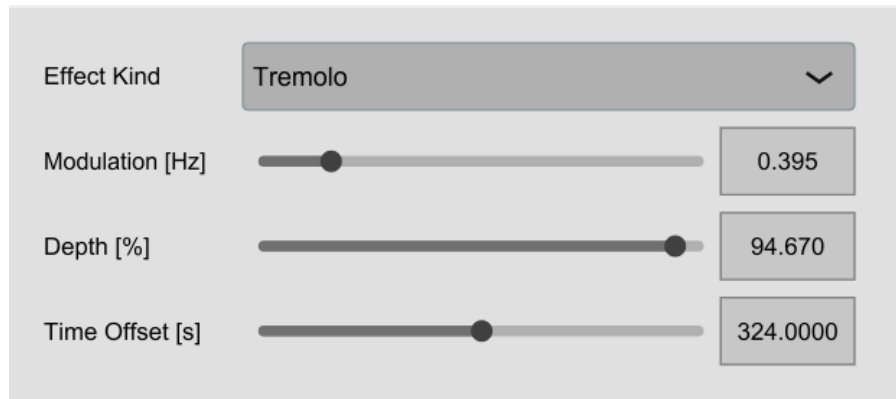 Effect Kind Tremolo
Modulation [Hz] 0.395
Depth [%] 94.670
Time Offset [s] 324.0000